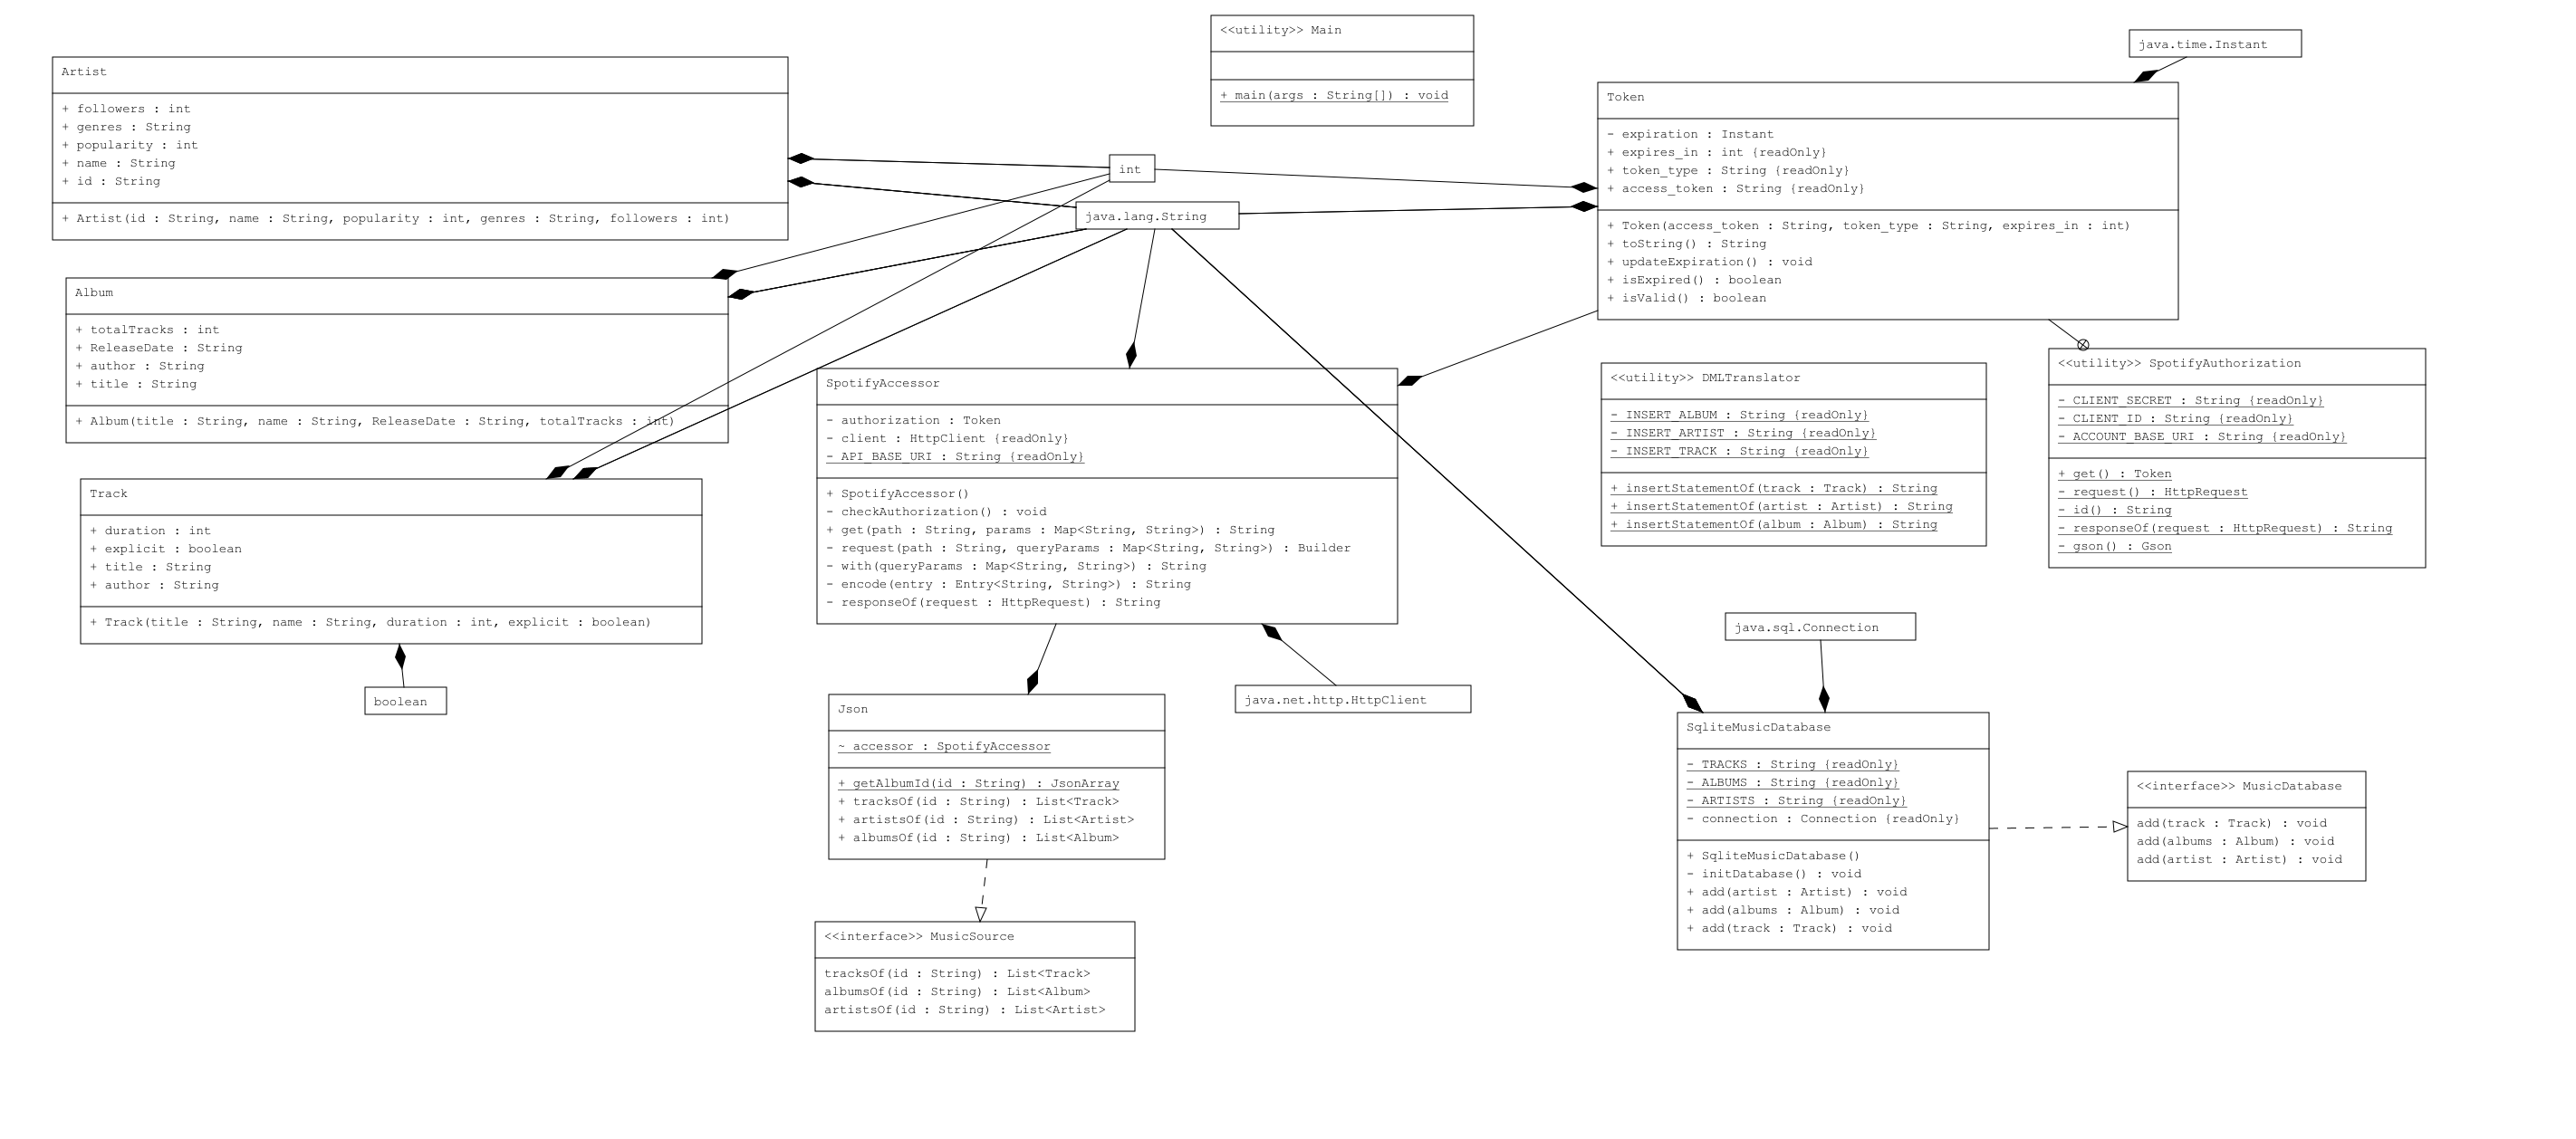 <<utility>> Main
+ main(args : String[]) : void
java.time.Instant
Artist
+ followers : int
+ genres : String
+ popularity : int
+ name : String
+ id : String
+ Artist(id : String, name : String, popularity : int, genres : String, followers : int)
int
java.lang.String
Token
- expiration : Instant
+ expires_in : int {readOnly}
+ token_type : String {readOnly}
+ access_token : String {readOnly}
+ Token(access_token : String, token_type : String, expires_in : int)
+ toString() : String
+ updateExpiration() : void
+ isExpired() : boolean
+ isValid() : boolean
Album
+ totalTracks : int
+ ReleaseDate : String
+ author : String
+ title : String
+ Album(title : String, name : String, ReleaseDate : String, totalTracks : int)
SpotifyAccessor
- authorization : Token
- client : HttpClient {readOnly}
- API_BASE_URI : String {readOnly}
+ SpotifyAccessor()
- checkAuthorization() : void
+ get(path : String, params : Map<String, String>) : String
- request(path : String, queryParams : Map<String, String>) : Builder
- with(queryParams : Map<String, String>) : String
- encode(entry : Entry<String, String>) : String
- responseOf(request : HttpRequest) : String
<<utility>> DMLTranslator
- INSERT_ALBUM : String {readOnly}
- INSERT_ARTIST : String {readOnly}
- INSERT_TRACK : String {readOnly}
+ insertStatementOf(track : Track) : String
+ insertStatementOf(artist : Artist) : String
+ insertStatementOf(album : Album) : String
<<utility>> SpotifyAuthorization
- CLIENT_SECRET : String {readOnly}
- CLIENT_ID : String {readOnly}
- ACCOUNT_BASE_URI : String {readOnly}
+ get() : Token
- request() : HttpRequest
- id() : String
- responseOf(request : HttpRequest) : String
- gson() : Gson
Track
+ duration : int
+ explicit : boolean
+ title : String
+ author : String
+ Track(title : String, name : String, duration : int, explicit : boolean)
boolean
java.net.http.HttpClient
java.sql.Connection
Json
~ accessor : SpotifyAccessor
+ getAlbumId(id : String) : JsonArray
+ tracksOf(id : String) : List<Track>
+ artistsOf(id : String) : List<Artist>
+ albumsOf(id : String) : List<Album>
SqliteMusicDatabase
- TRACKS : String {readOnly}
- ALBUMS : String {readOnly}
- ARTISTS : String {readOnly}
- connection : Connection {readOnly}
+ SqliteMusicDatabase()
- initDatabase() : void
+ add(artist : Artist) : void
+ add(albums : Album) : void
+ add(track : Track) : void
<<interface>> MusicDatabase
add(track : Track) : void
add(albums : Album) : void
add(artist : Artist) : void
<<interface>> MusicSource
tracksOf(id : String) : List<Track>
albumsOf(id : String) : List<Album>
artistsOf(id : String) : List<Artist>